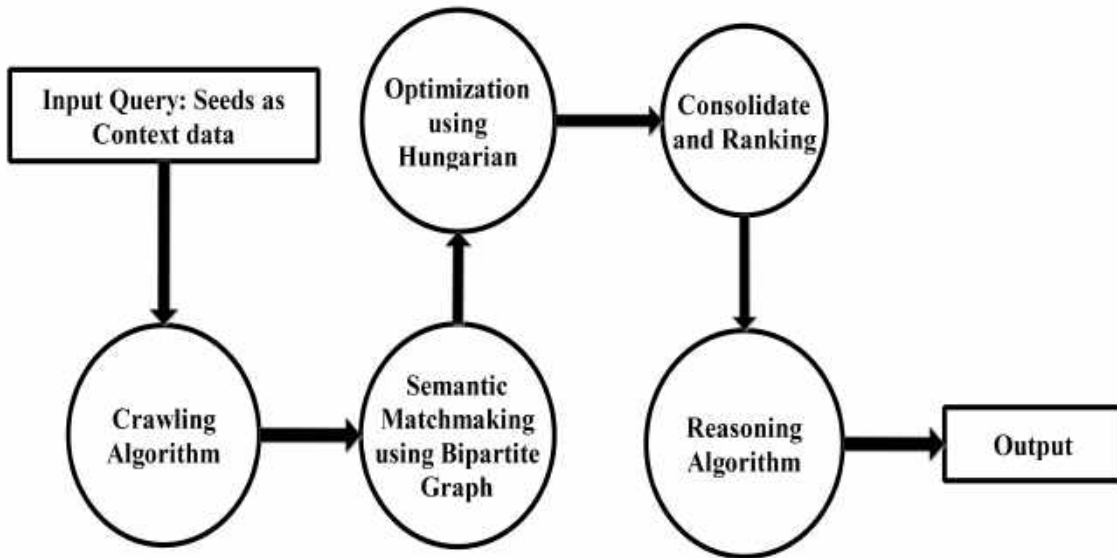 Input Query: Seeds as
Context data
Crawling
Algorithm
Semantic
Matchmaking
using Bipartite
Graph
Optimization
using
Hungarian
Consolidate
and Ranking
Reasoning
Algorithm
Output